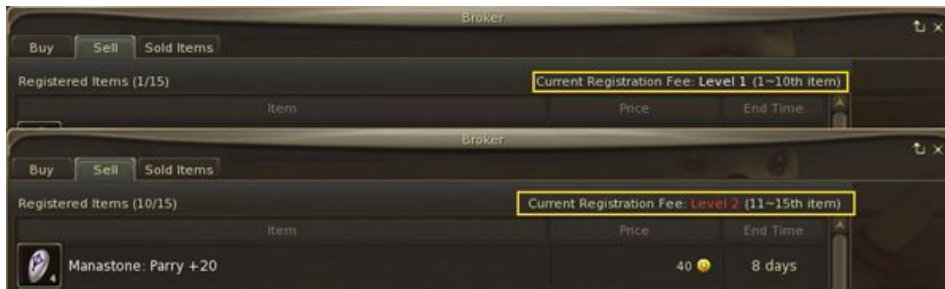 Broker
Buy Sell Sold Items
Registered Items (1/15) Current Registration Fee: Level 1 (1~10th item)
Item Price End Time
Broker
Buy Sell Sold Items
Registered Items (10/15) Current Registration Fee: Level 2 (11~15th item)
Item Price End Time
4 Manastone: Parry +20 40 8 days